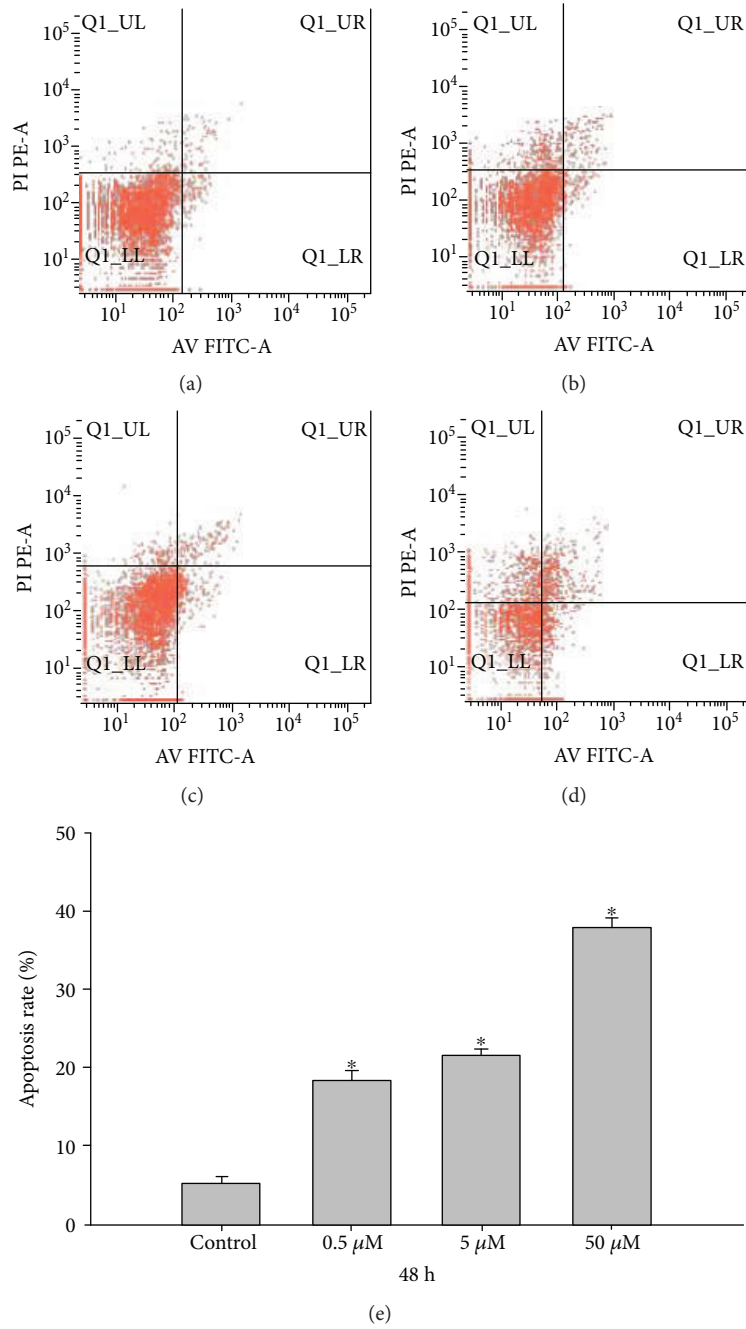 Q1_UL Q1_UR
10⁵
10⁴
10³
10²
10¹
PI PE-A
Q1_LL Q1_LR
10¹ 10² 10³ 10⁴ 10⁵
AV FITC-A
(a)
Q1_UL Q1_UR
10⁵
10⁴
10³
10²
10¹
PI PE-A
Q1_LL Q1_LR
10¹ 10² 10³ 10⁴ 10⁵
AV FITC-A
(b)
Q1_UL Q1_UR
10⁵
10⁴
10³
10²
10¹
PI PE-A
Q1_LL Q1_LR
10¹ 10² 10³ 10⁴ 10⁵
AV FITC-A
(c)
Q1_UL Q1_UR
10⁵
10⁴
10³
10²
10¹
PI PE-A
Q1_LL Q1_LR
10¹ 10² 10³ 10⁴ 10⁵
AV FITC-A
(d)
50
40
30
20
10
0
Apoptosis rate (%)
* * *
Control 0.5 μM 5 μM 50 μM
48 h
(e)